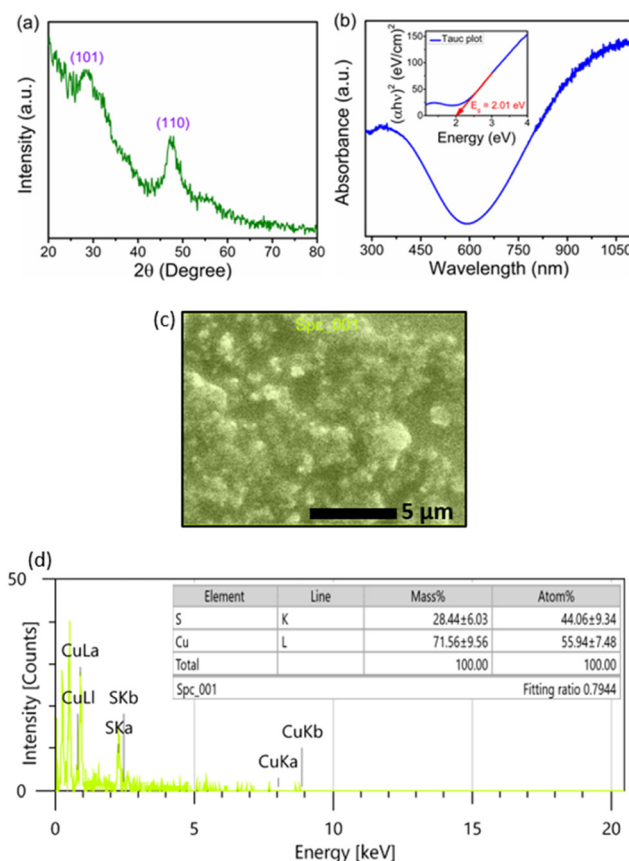 (a)
(101)
(110)
Intensity (a.u.)
20 30 40 50 60 70 80
2θ (Degree)
(b)
Absorbance (a.u.)
300 450 600 750 900 1050
Wavelength (nm)
Tauc plot
(αhν)² (eV/cm)²
150
100
50
0
2 3 4
E_g = 2.01 eV
Energy (eV)
(c)
Spc_001
5 µm
(d)
Intensity [Counts]
50
0
Element Line Mass% Atom%
S K 28.44±6.03 44.06±9.34
Cu L 71.56±9.56 55.94±7.48
Total 100.00 100.00
Spc_001 Fitting ratio 0.7944
CuLa
CuLl
SKb
SKa
CuKb
CuKa
0 5 10 15 20
Energy [keV]